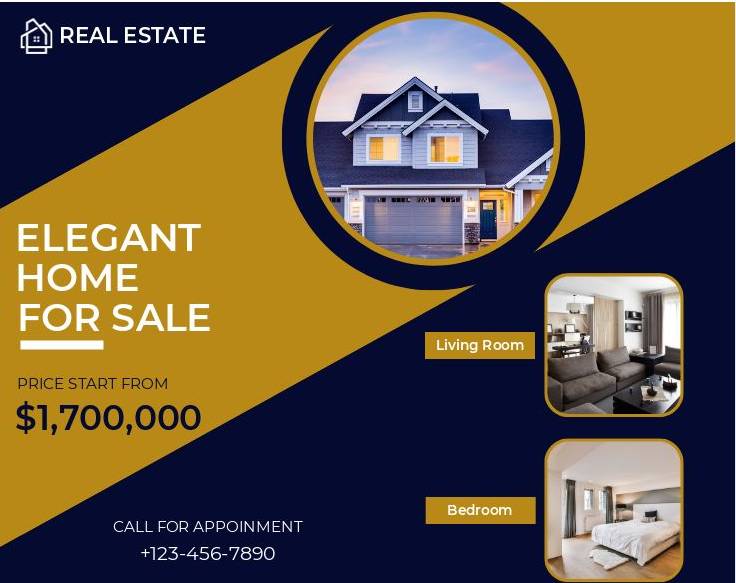 REAL ESTATE
ELEGANT
HOME
FOR SALE
PRICE START FROM
$1,700,000
Living Room
Bedroom
CALL FOR APPOINMENT
+123-456-7890